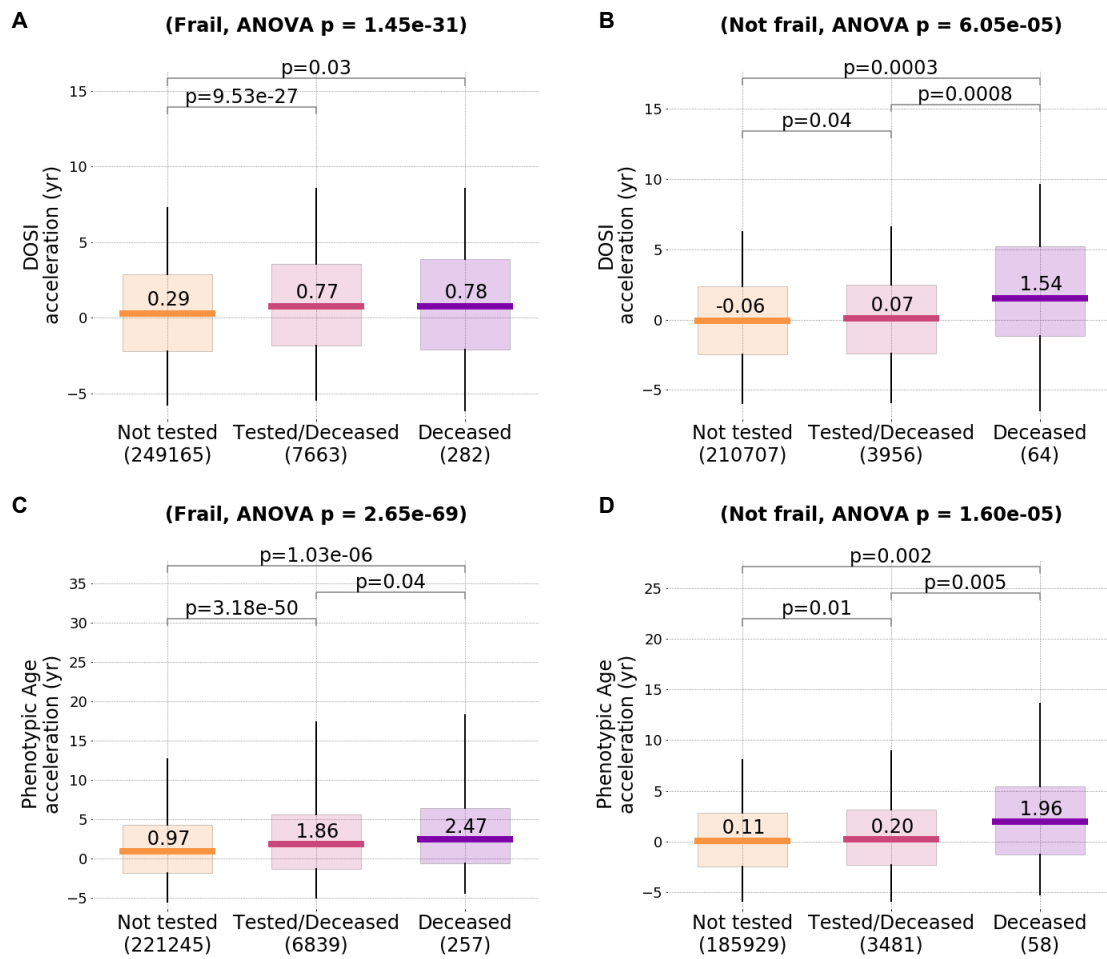 A
(Frail, ANOVA p = 1.45e-31)
p=0.03
p=9.53e-27
15
10
5
0
−5
DOSI
acceleration (yr)
0.29
0.77
0.78
Not tested
(249165)
Tested/Deceased
(7663)
Deceased
(282)
B
(Not frail, ANOVA p = 6.05e-05)
p=0.0003
p=0.0008
p=0.04
15
10
5
0
−5
DOSI
acceleration (yr)
-0.06
0.07
1.54
Not tested
(210707)
Tested/Deceased
(3956)
Deceased
(64)
C
(Frail, ANOVA p = 2.65e-69)
p=1.03e-06
p=0.04
p=3.18e-50
35
30
25
20
15
10
5
0
−5
Phenotypic Age
acceleration (yr)
0.97
1.86
2.47
Not tested
(221245)
Tested/Deceased
(6839)
Deceased
(257)
D
(Not frail, ANOVA p = 1.60e-05)
p=0.002
p=0.005
p=0.01
25
20
15
10
5
0
−5
Phenotypic Age
acceleration (yr)
0.11
0.20
1.96
Not tested
(185929)
Tested/Deceased
(3481)
Deceased
(58)